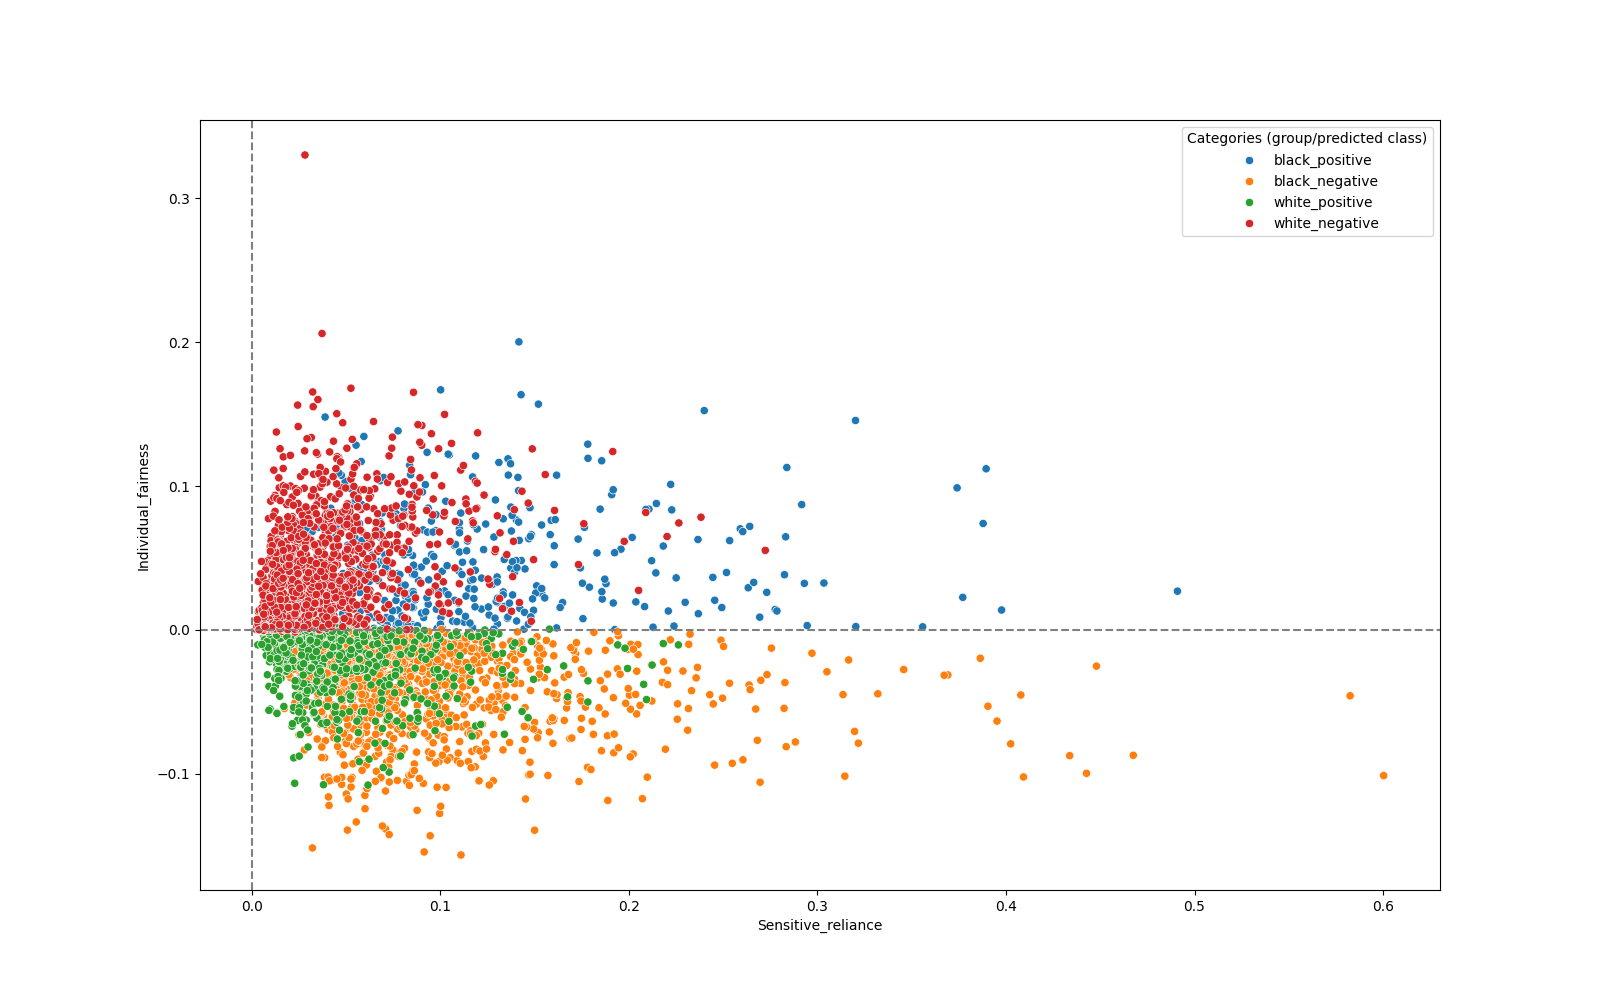 Categories (group/predicted class)
black_positive
black_negative
white_positive
white_negative
0.3
0.2
0.1
0.0
−0.1
Individual_fairness
0.0 0.1 0.2 0.3 0.4 0.5 0.6
Sensitive_reliance